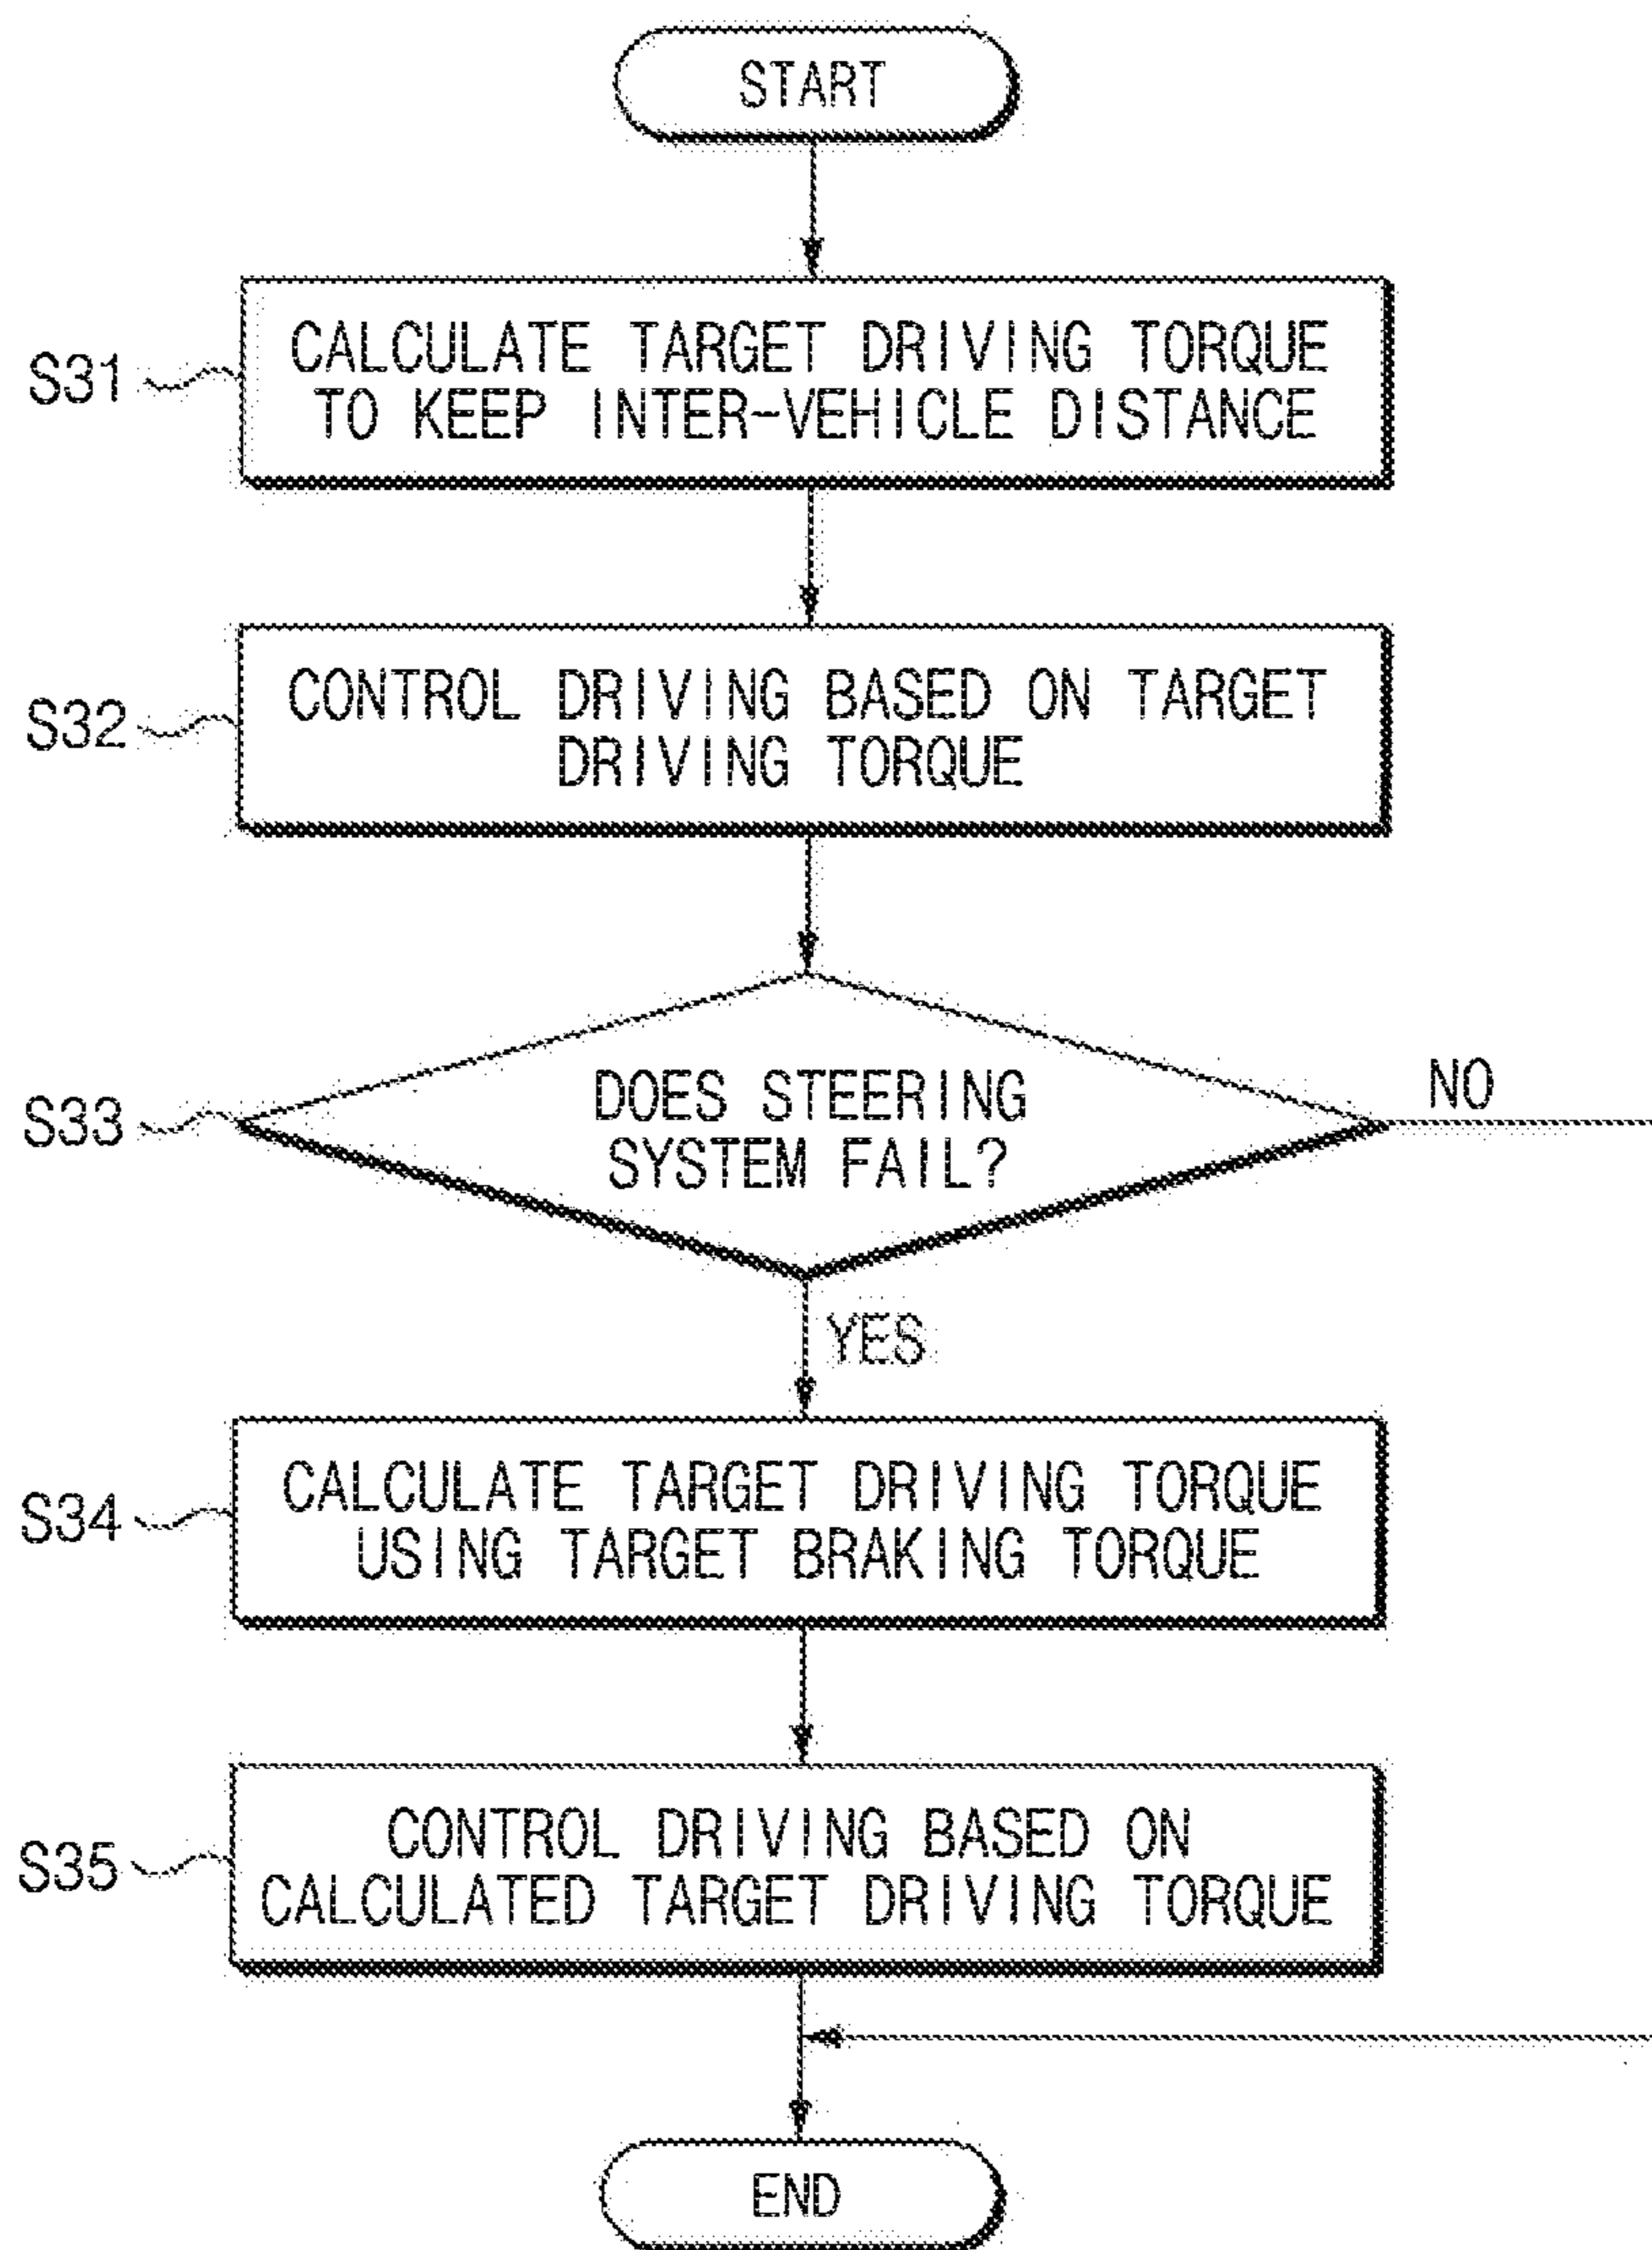 START
S31
CALCULATE TARGET DRIVING TORQUE
TO KEEP INTER-VEHICLE DISTANCE
S32
CONTROL DRIVING BASED ON TARGET
DRIVING TORQUE
S33
DOES STEERING
SYSTEM FAIL?
NO
YES
S34
CALCULATE TARGET DRIVING TORQUE
USING TARGET BRAKING TORQUE
S35
CONTROL DRIVING BASED ON
CALCULATED TARGET DRIVING TORQUE
END